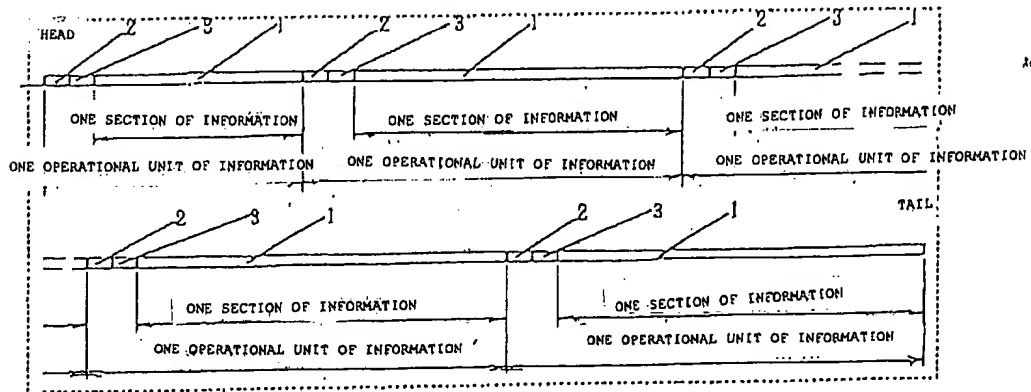 HEAD 2 3 1 2 3 1 2 3 1
ONE SECTION OF INFORMATION ONE SECTION OF INFORMATION ONE SECTION OF INFORMATION
ONE OPERATIONAL UNIT OF INFORMATION ONE OPERATIONAL UNIT OF INFORMATION ONE OPERATIONAL UNIT OF INFORMATION
2 3 1 2 3 1 TAIL
ONE SECTION OF INFORMATION ONE SECTION OF INFORMATION
ONE OPERATIONAL UNIT OF INFORMATION ONE OPERATIONAL UNIT OF INFORMATION